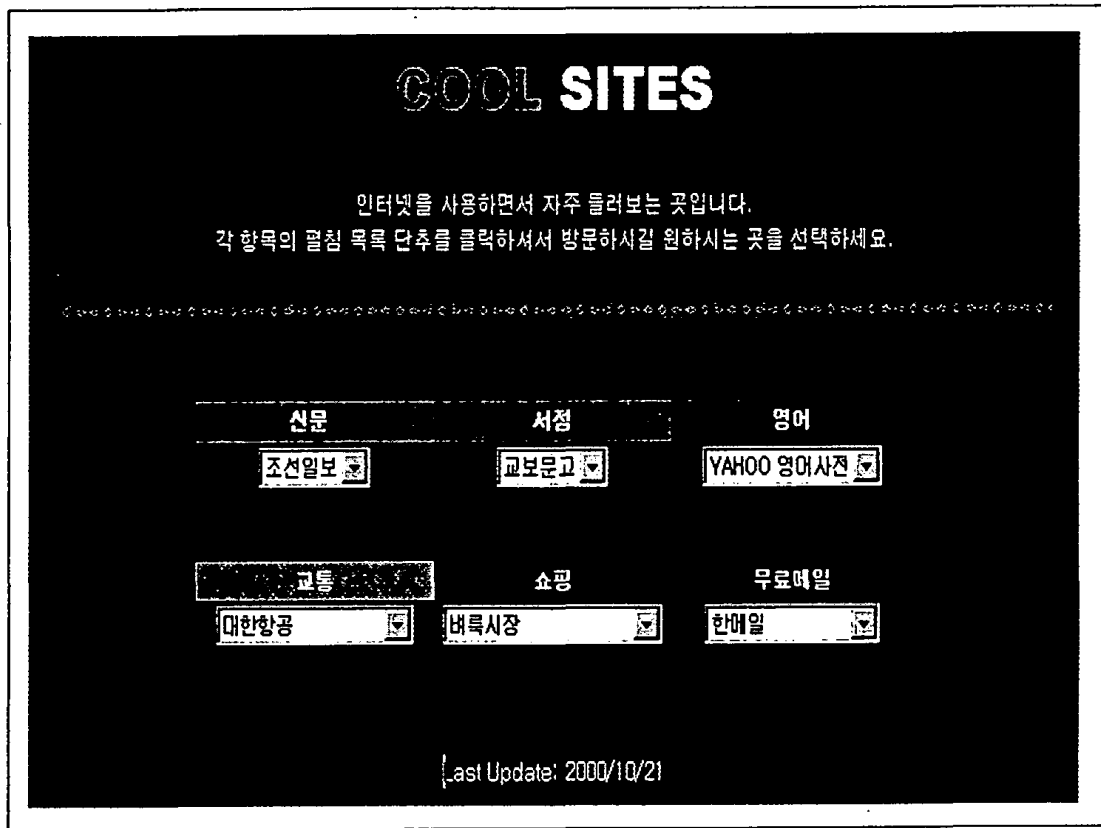 COOL SITES
인터넷을 사용하면서 자주 들러보는 곳입니다.
각 항목의 펼침 목록 단추를 클릭하셔서 방문하시길 원하시는 곳을 선택하세요.
신문 서점 영어
조선일보 교보문고 YAHOO 영어사전
교통 쇼핑 무료메일
대한항공 벼룩시장 한메일
Last Update: 2000/10/21